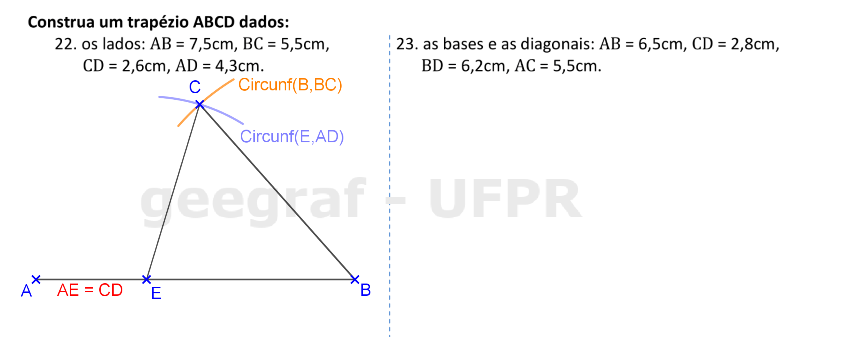 Construa um trapézio ABCD dados:
22. os lados: AB = 7,5cm, BC = 5,5cm,
CD = 2,6cm, AD = 4,3cm.
23. as bases e as diagonais: AB = 6,5cm, CD = 2,8cm,
BD = 6,2cm, AC = 5,5cm.
C
Circunf(B,BC)
Circunf(E,AD)
geegraf - UFPR
A
AE = CD
E
B